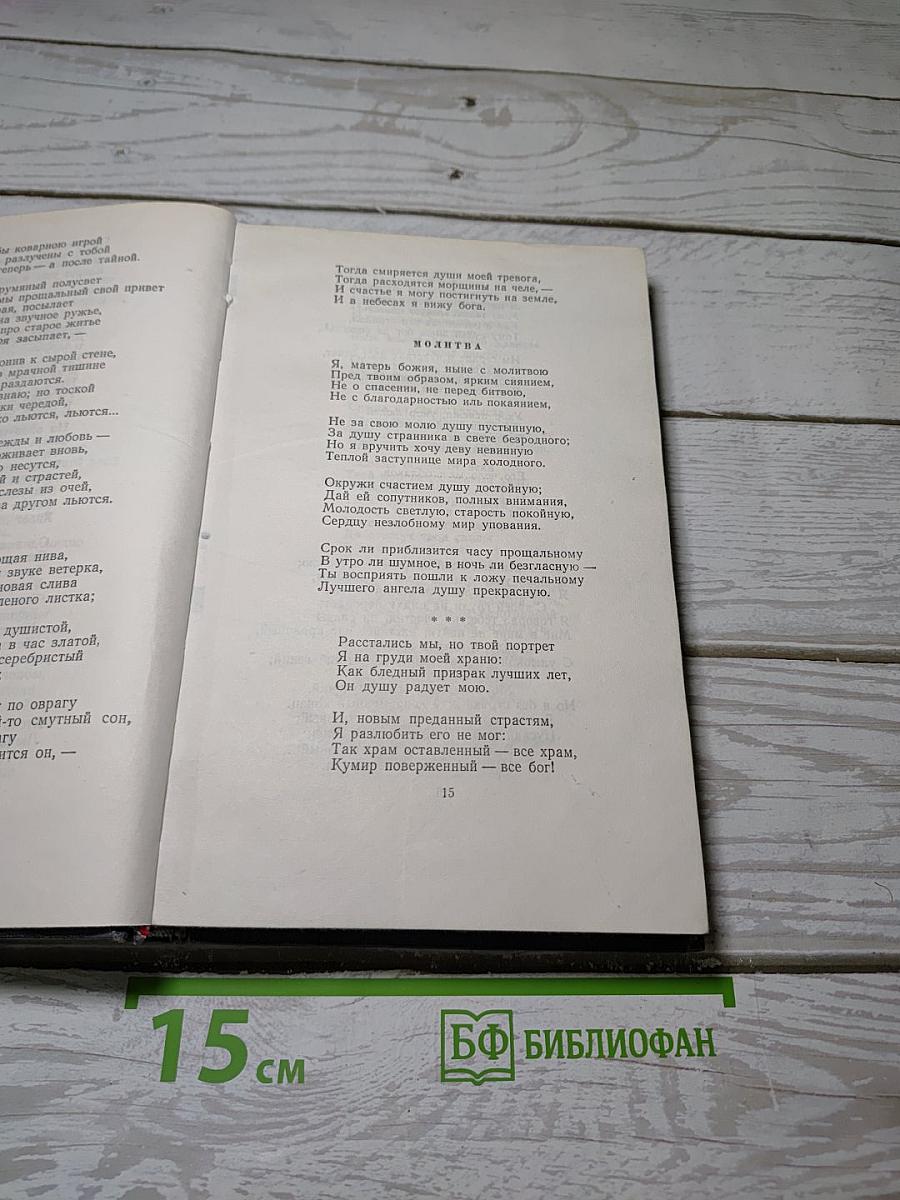 бы коварною игрой
разлучены с тобой
теперь — а после тайной.
румяный полусвет
прощальный свой привет
посылает
на звучное ружье,
про старое житье
засыпает, —
к сырой стене,
мрачной тишине
раздаются.
знаю; но тоской
чередой,
льются, льются...
и любовь —
вновь,
несутся,
и страстей,
слезы из очей,
за другом льются.
нива,
звуке ветерка,
слива
листка;
душистой,
в час златой,
серебристый
по оврагу
смутный сон,
он, —
Тогда смиряется души моей тревога,
Тогда расходятся морщины на челе, —
И счастье я могу постигнуть на земле,
И в небесах я вижу бога.
МОЛИТВА
Я, матерь божия, ныне с молитвою
Пред твоим образом, ярким сиянием,
Не о спасении, не перед битвою,
Не с благодарностью иль покаянием,
Не за свою молю душу пустынную,
За душу странника в свете безродного;
Но я вручить хочу деву невинную
Теплой заступнице мира холодного.
Окружи счастием душу достойную;
Дай ей сопутников, полных внимания,
Молодость светлую, старость покойную,
Сердцу незлобному мир упования.
Срок ли приблизится часу прощальному
В утро ли шумное, в ночь ли безгласную —
Ты восприять пошли к ложу печальному
Лучшего ангела душу прекрасную.
* * *
Расстались мы, но твой портрет
Я на груди моей храню:
Как бледный призрак лучших лет,
Он душу радует мою.
И, новым преданный страстям,
Я разлюбить его не мог:
Так храм оставленный — все храм,
Кумир поверженный — все бог!
15
15 см
БФ БИБЛИОФАН